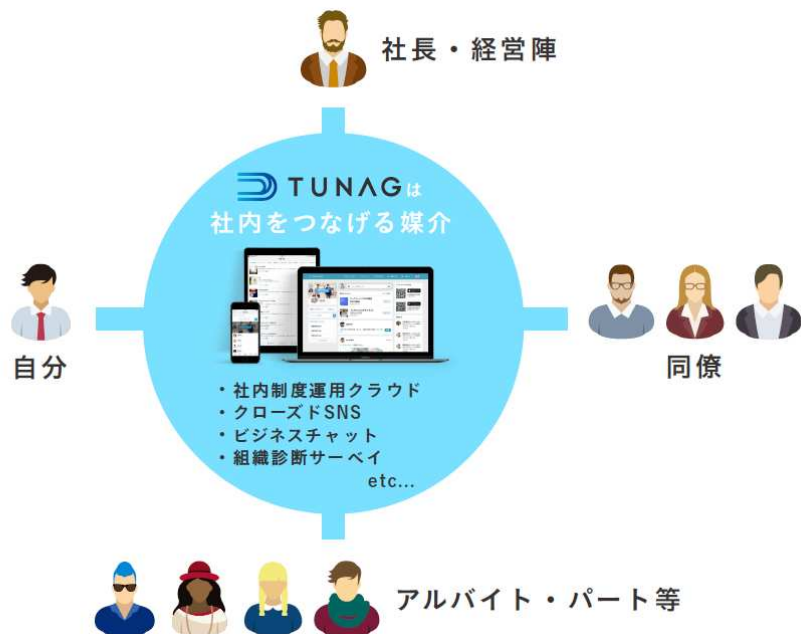 社長・経営陣
TUNAGは
社内をつなげる媒介
自分
同僚
・社内制度運用クラウド
・クローズドSNS
・ビジネスチャット
・組織診断サーベイ
etc...
アルバイト・パート等